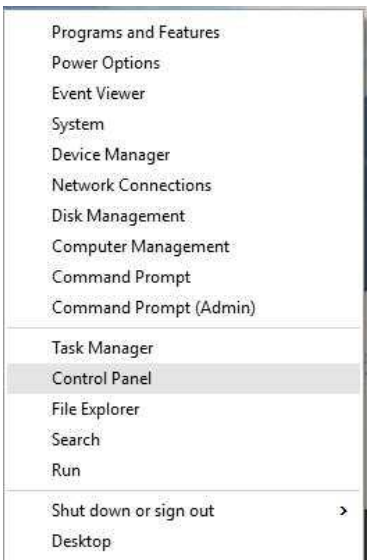 Programs and Features
Power Options
Event Viewer
System
Device Manager
Network Connections
Disk Management
Computer Management
Command Prompt
Command Prompt (Admin)
Task Manager
Control Panel
File Explorer
Search
Run
Shut down or sign out
Desktop